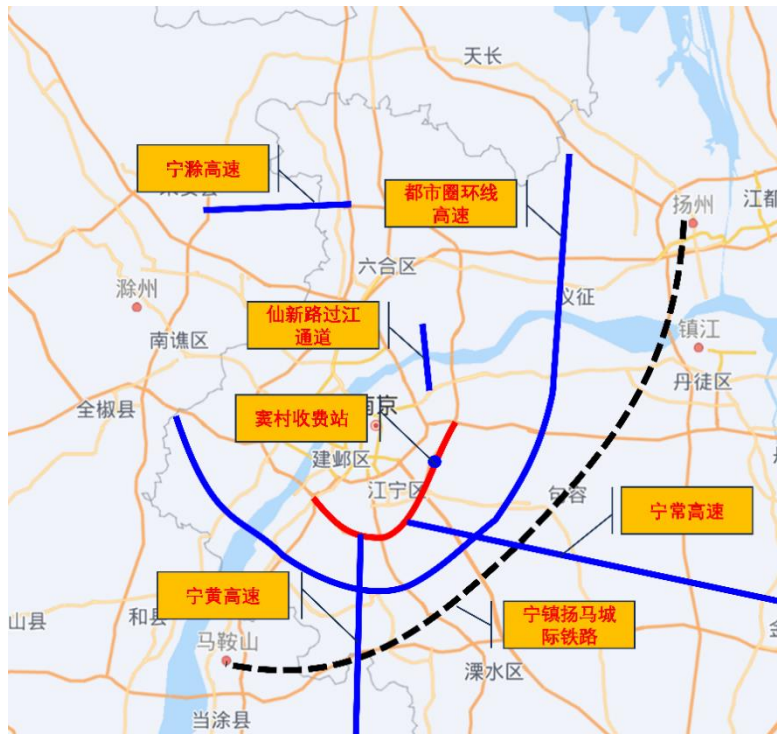 天长
宁滁高速
都市圈环线
高速
扬州
江都
六合区
滁州
仪征
仙新路过江
通道
南谯区
镇江
丹徒区
全椒县
窦村收费站
南京
建邺区
江宁区
句容
宁常高速
宁黄高速
宁镇扬马城
际铁路
和县
马鞍山
溧水区
当涂县